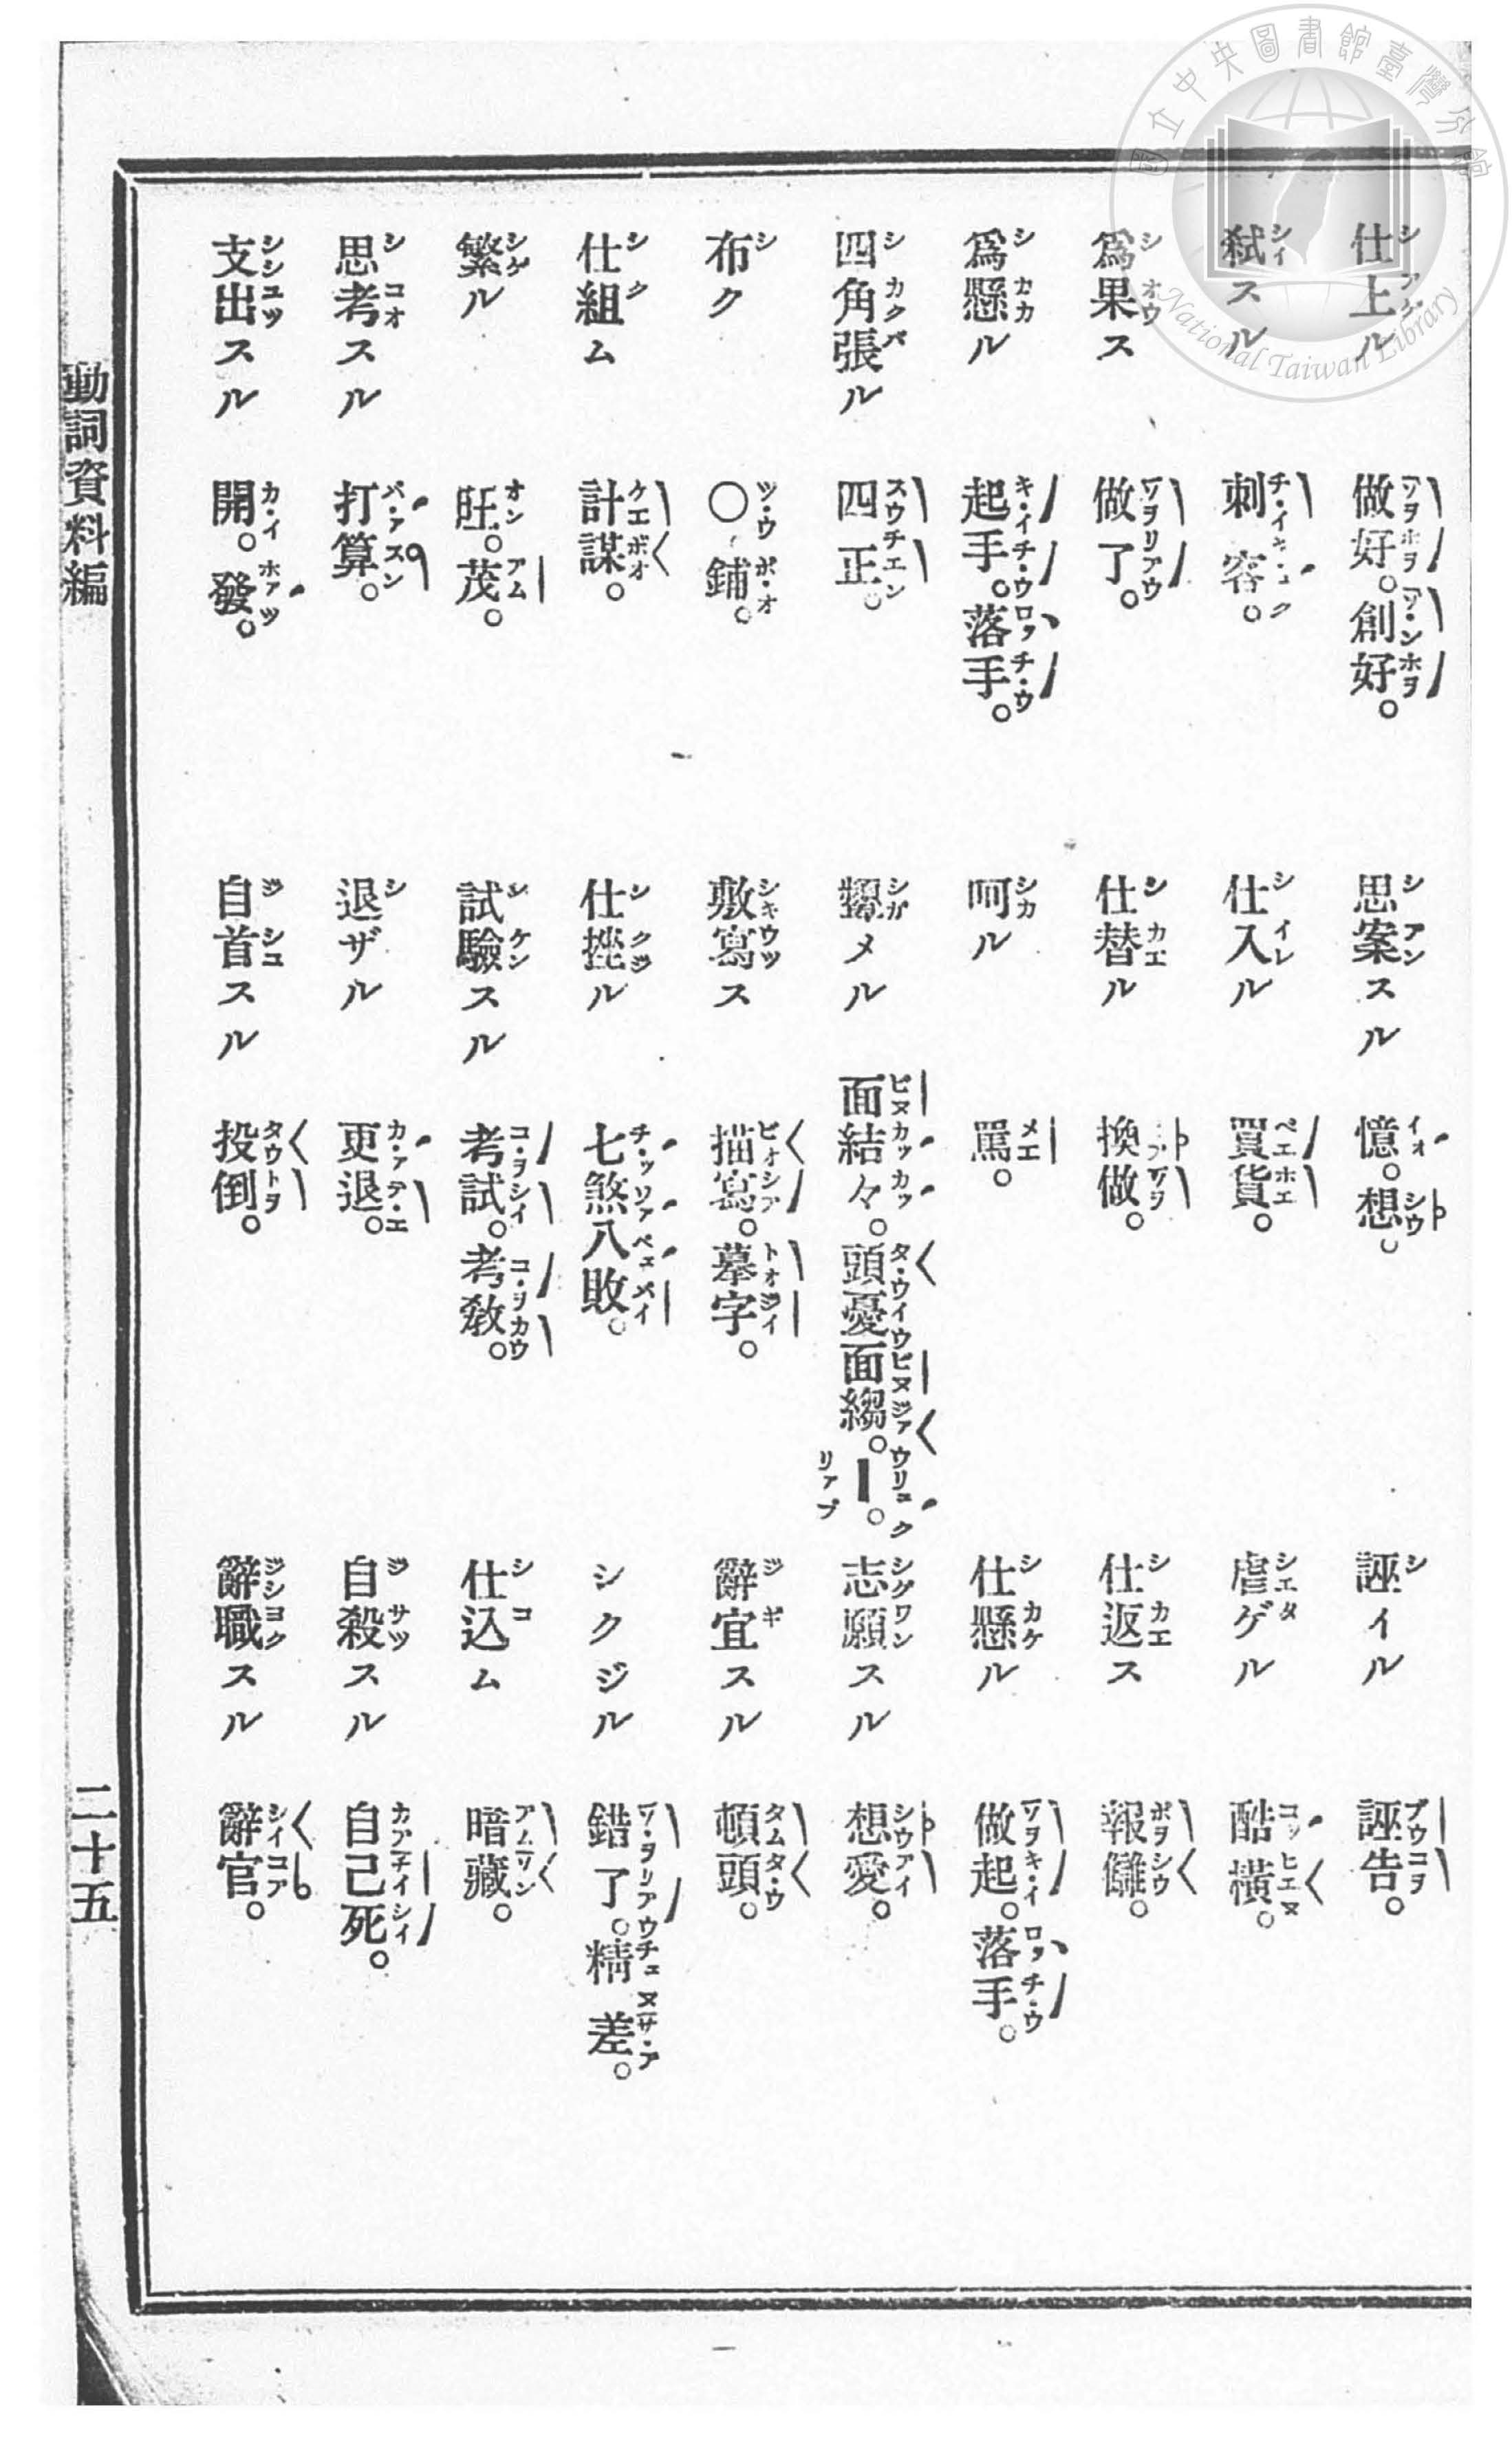 仕上ル 做好。創好。
弒スル 刺客。
爲果ス 做了。
爲懸ル 起手。落手。
四角張ル 四正。
布ク 〇。鋪。
仕組ム 計謀。
繁ル 旺。茂。
思考スル 打算。
支出スル 開。發。
思案スル 憶。想。
仕入ル 買貨。
仕替ル 換做。
呵ル 罵。
顰メル 面結々。頭憂面縐。ー。
敷寫ス 描寫。摹字。
仕挫ル 七煞八敗。
試驗スル 考試。考敎。
退ザル 更退。
自首スル 投倒。
誣イル 誣告。
虐ゲル 酷橫。
仕返ス 報讎。
仕懸ル 做起。落手。
志願スル 想愛。
辭宜スル 頓頭。
シクジル 錯了。精差。
仕込ム 暗藏。
自殺スル 自己死。
辭職スル 辭官。
動詞資料編
二十五
國立中央圖書館臺灣分館
National Taiwan Library